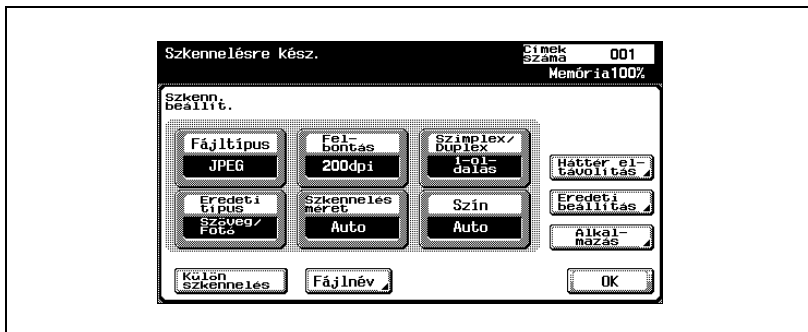 Szkennelésre kész.
Címek
száma 001
Memória100%
Szkenn.
beállít.
Fájltípus
JPEG
Fel-
bontás
200dpi
Szimplex/
Duplex
1-ol-
dalas
Háttér el-
távolítás
Eredeti
típus
Szöveg/
Fotó
Szkennelés
méret
Auto
Szín
Auto
Eredeti
beállítás
Alkal-
mazás
Külön
szkennelés
Fájlnév
OK